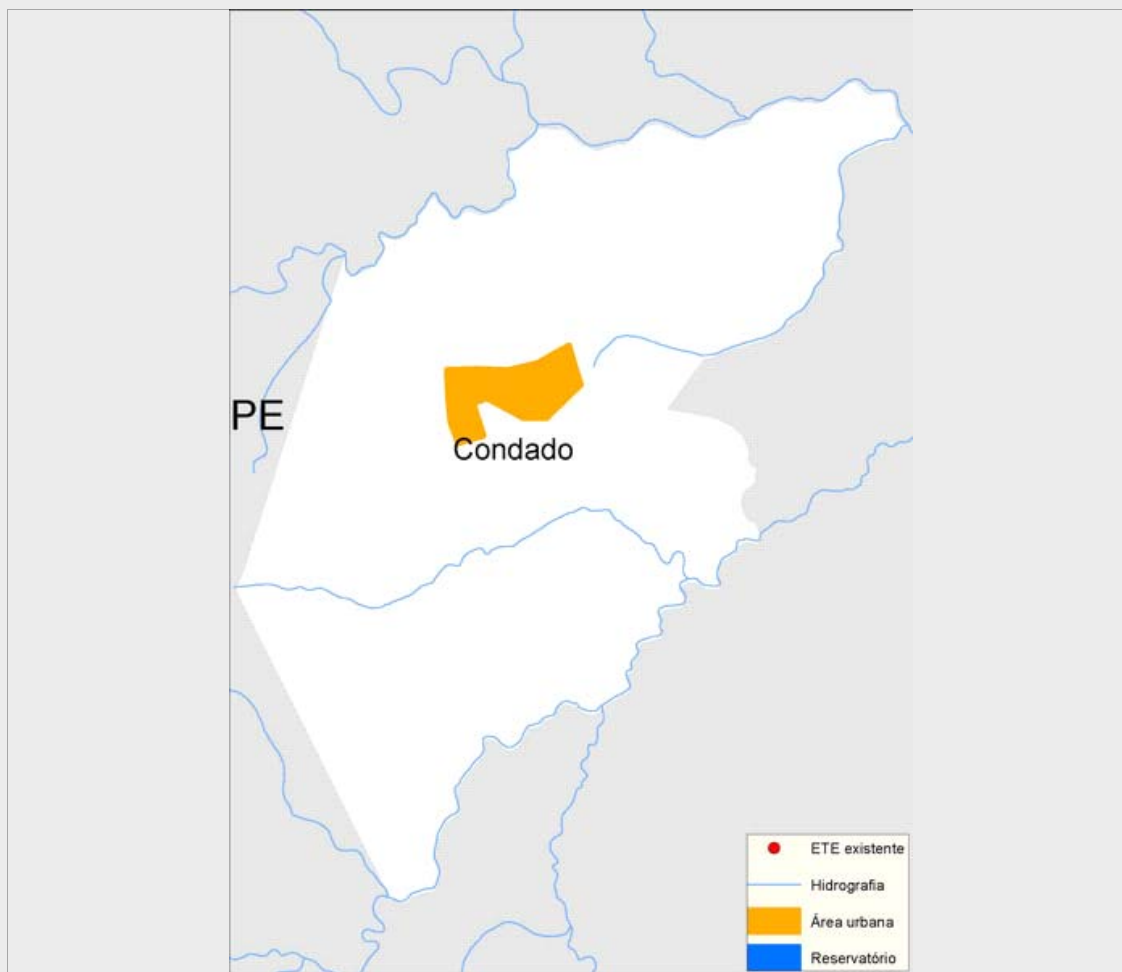 PE
Condado
ETE existente
Hidrografia
Área urbana
Reservatório